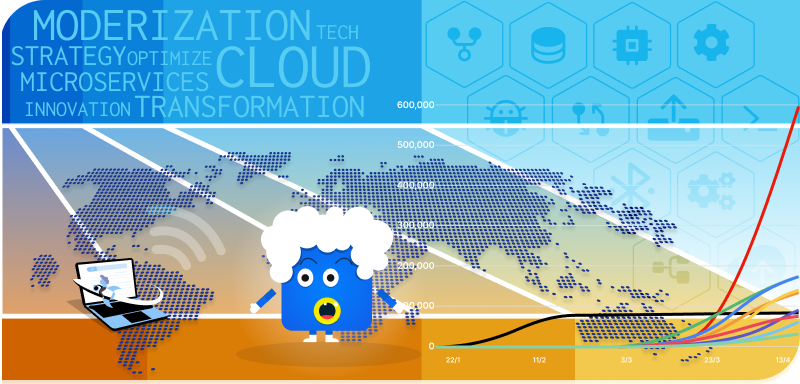 MODERIZATION TECH
STRATEGY OPTIMIZE
MICROSERVICES CLOUD
INNOVATION TRANSFORMATION
600,000
500,000
400,000
300,000
200,000
100,000
0
22/1 11/2 3/3 23/3 13/4